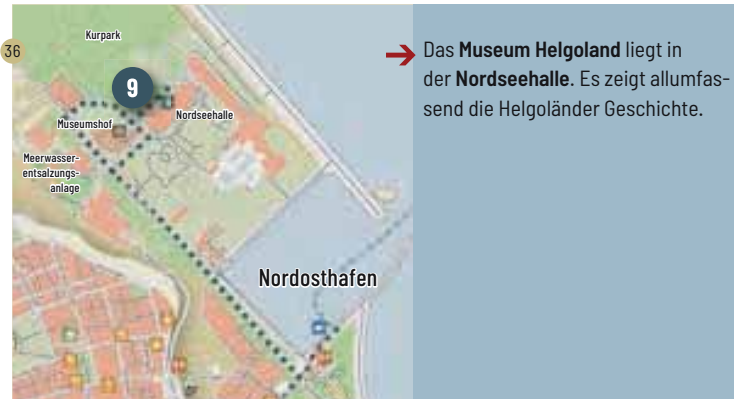 36
Kurpark
9
Museumshof
Nordseehalle
Meerwasser-
entsalzungs-
anlage
Nordosthafen
Das Museum Helgoland liegt in
der Nordseehalle. Es zeigt allumfas-
send die Helgoländer Geschichte.